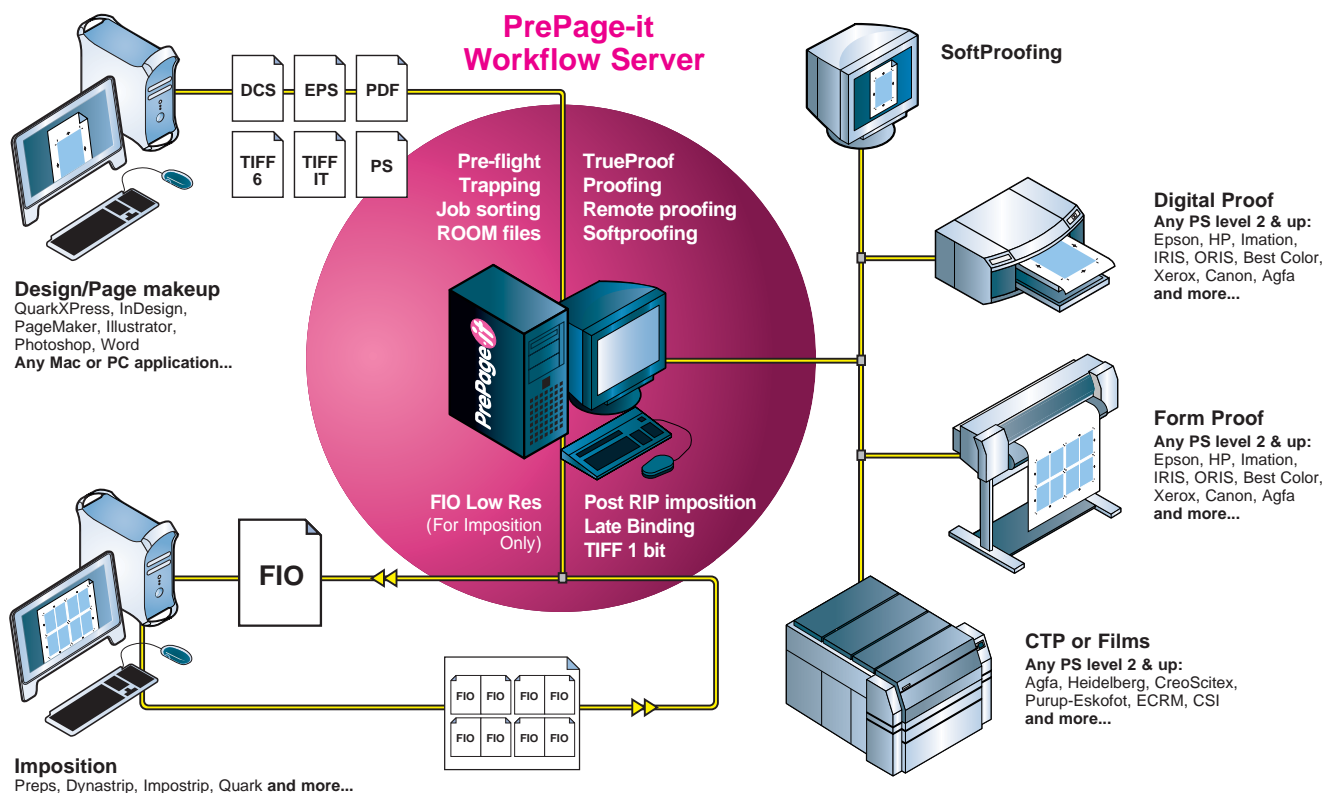 PrePage-it
Workflow Server
DCS
EPS
PDF
TIFF
6
TIFF
IT
PS
Design/Page makeup
QuarkXPress, InDesign,
PageMaker, Illustrator,
Photoshop, Word
Any Mac or PC application...
Pre-flight
Trapping
Job sorting
ROOM files
TrueProof
Proofing
Remote proofing
Softproofing
PrePage-it
FIO Low Res
(For Imposition
Only)
Post RIP imposition
Late Binding
TIFF 1 bit
FIO
FIO FIO FIO FIO
FIO FIO FIO FIO
Imposition
Preps, Dynastrip, Impostrip, Quark and more...
SoftProofing
Digital Proof
Any PS level 2 & up:
Epson, HP, Imation,
IRIS, ORIS, Best Color,
Xerox, Canon, Agfa
and more...
Form Proof
Any PS level 2 & up:
Epson, HP, Imation,
IRIS, ORIS, Best Color,
Xerox, Canon, Agfa
and more...
CTP or Films
Any PS level 2 & up:
Agfa, Heidelberg, CreoScitex,
Purup-Eskofot, ECRM, CSI
and more...